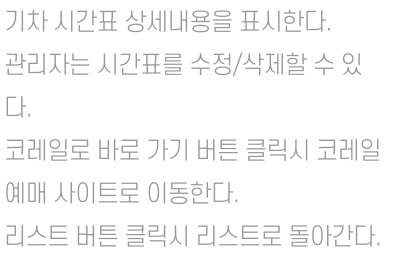 기차 시간표 상세내용을 표시한다.
관리자는 시간표를 수정/삭제할 수 있
다.
코레일로 바로 가기 버튼 클릭시 코레일
예매 사이트로 이동한다.
리스트 버튼 클릭시 리스트로 돌아간다.